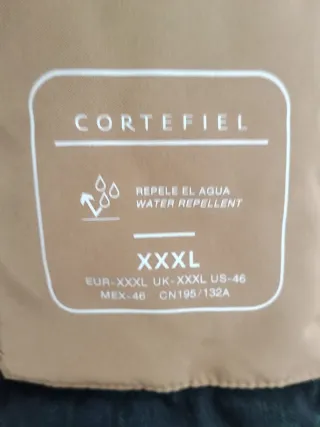 CORTEFIEL
REPELE EL AGUA
WATER REPELLENT
XXXL
EUR-XXXL UK-XXXL US-46
MEX-46 CN195/132A